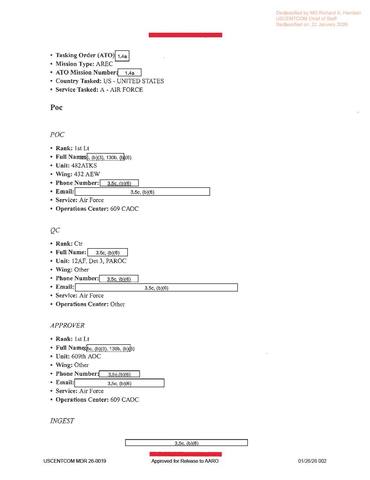 Declassified by MG Richard A. Harrison
USCENTCOM Chief of Staff
Declassified on: 22 January 2026
• Tasking Order (ATO) 1.4a
• Mission Type: AREC
• ATO Mission Number: 1.4a
• Country Tasked: US - UNITED STATES
• Service Tasked: A - AIR FORCE
Poc
POC
• Rank: 1st Lt
• Full Name: (b)(3), 130b, (b)(6)
• Unit: 482ATKS
• Wing: 432 AEW
• Phone Number: 3.5c, (b)(6)
• Email: 3.5c, (b)(6)
• Service: Air Force
• Operations Center: 609 CAOC
QC
• Rank: Ctr
• Full Name: 3.5c, (b)(6)
• Unit: 12AF, Det 3, PAROC
• Wing: Other
• Phone Number: 3.5c, (b)(6)
• Email: 3.5c, (b)(6)
• Service: Air Force
• Operations Center: Other
APPROVER
• Rank: 1st Lt
• Full Name: (b)(3), 130b, (b)(6)
• Unit: 609th AOC
• Wing: Other
• Phone Number: 3.5c, (b)(6)
• Email: 3.5c, (b)(6)
• Service: Air Force
• Operations Center: 609 CAOC
INGEST
3.5c, (b)(6)
USCENTCOM MDR 26-0019 Approved for Release to AARO 01/26/26 002